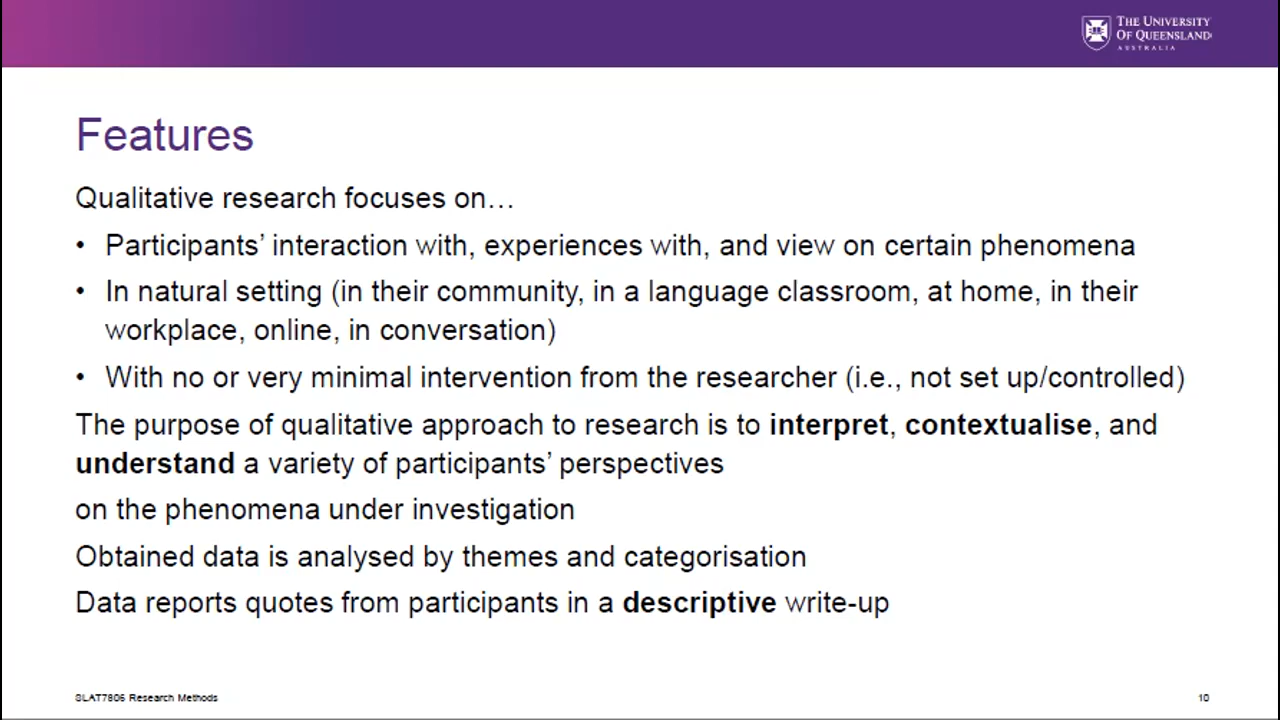 THE UNIVERSITY
OF QUEENSLAND
AUSTRALIA
Features
Qualitative research focuses on…
• Participants’ interaction with, experiences with, and view on certain phenomena
• In natural setting (in their community, in a language classroom, at home, in their
workplace, online, in conversation)
• With no or very minimal intervention from the researcher (i.e., not set up/controlled)
The purpose of qualitative approach to research is to interpret, contextualise, and
understand a variety of participants’ perspectives
on the phenomena under investigation
Obtained data is analysed by themes and categorisation
Data reports quotes from participants in a descriptive write-up
SLAT7806 Research Methods
10